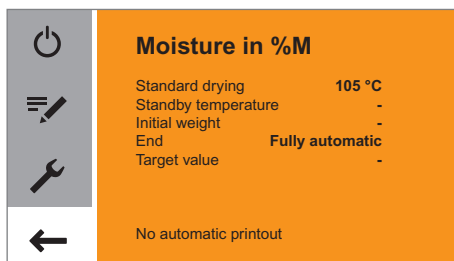 Moisture in %M
Standard drying 105 °C
Standby temperature -
Initial weight -
End Fully automatic
Target value -
No automatic printout